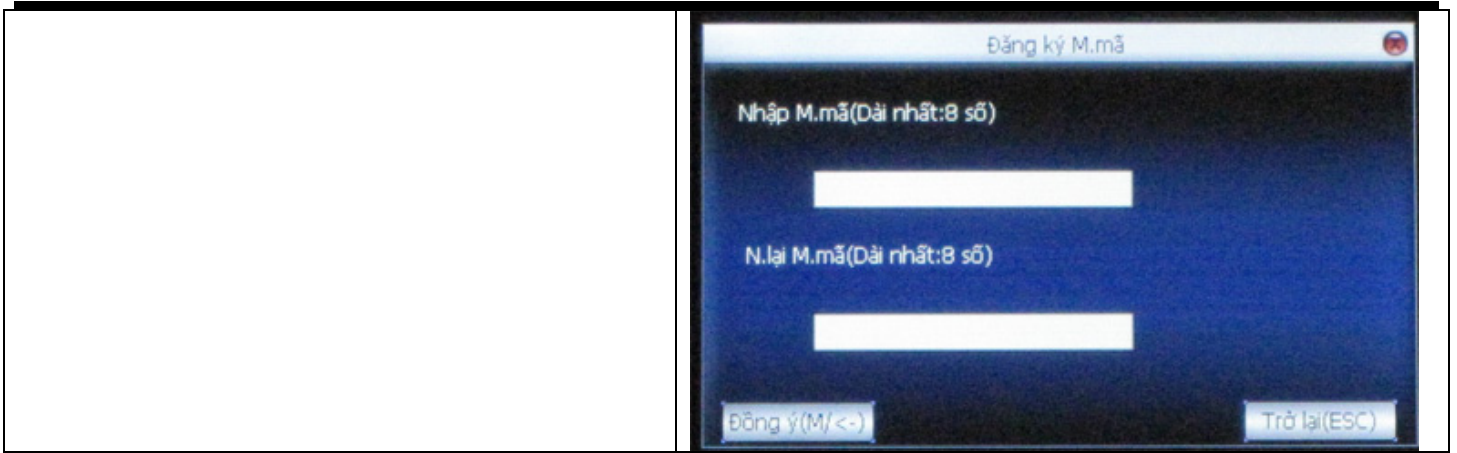 Đăng ký M.mã
Nhập M.mã(Dài nhất:8 số)
N.lại M.mã(Dài nhất:8 số)
Đồng ý(M/<-)
Trở lại(ESC)